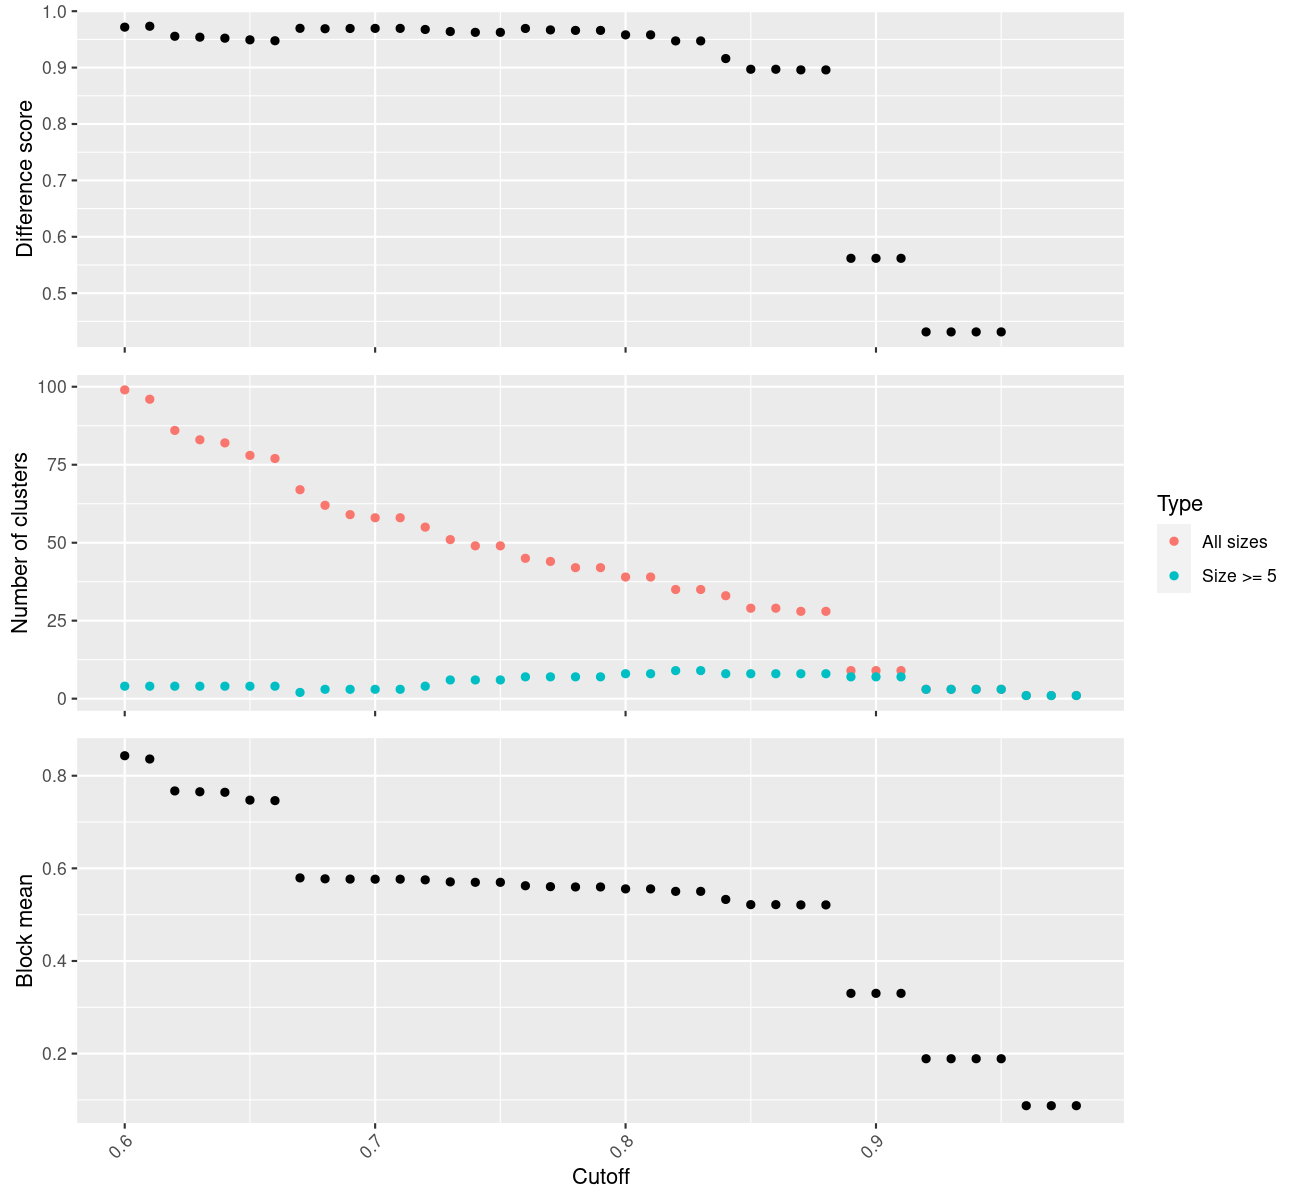 1.0
0.9
0.8
0.7
0.6
0.5
Difference score
100
75
50
25
0
Number of clusters
Type
All sizes
Size >= 5
0.8
0.6
0.4
0.2
Block mean
0.6
0.7
0.8
0.9
Cutoff